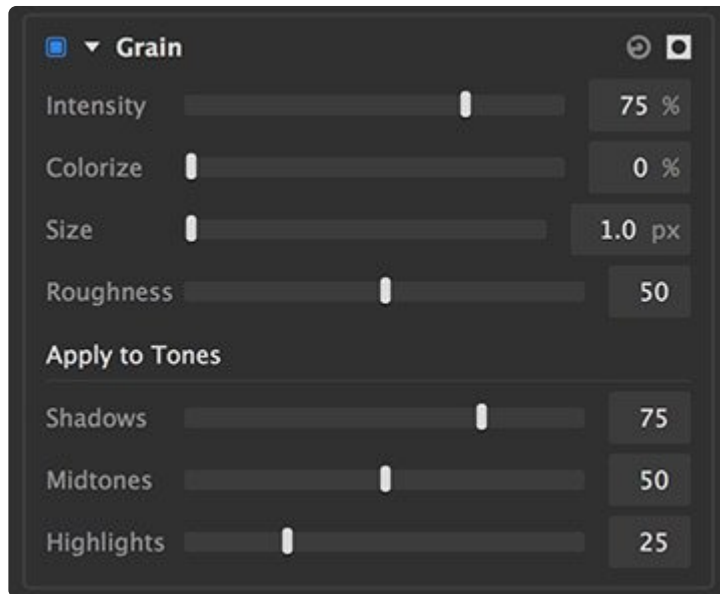 Grain
Intensity 75 %
Colorize 0 %
Size 1.0 px
Roughness 50
Apply to Tones
Shadows 75
Midtones 50
Highlights 25